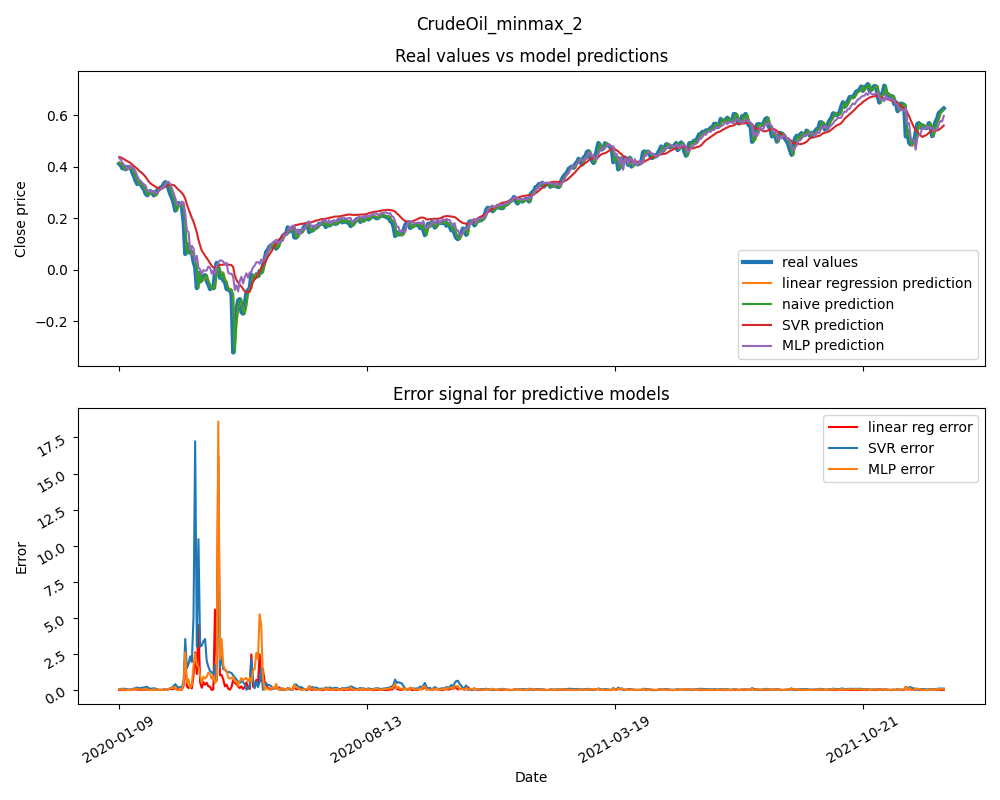 CrudeOil_minmax_2
Real values vs model predictions
0.6
0.4
0.2
0.0
−0.2
Close price
real values
linear regression prediction
naive prediction
SVR prediction
MLP prediction
Error signal for predictive models
17.5
15.0
12.5
10.0
7.5
5.0
2.5
0.0
Error
linear reg error
SVR error
MLP error
2020-01-09
2020-08-13
2021-03-19
2021-10-21
Date